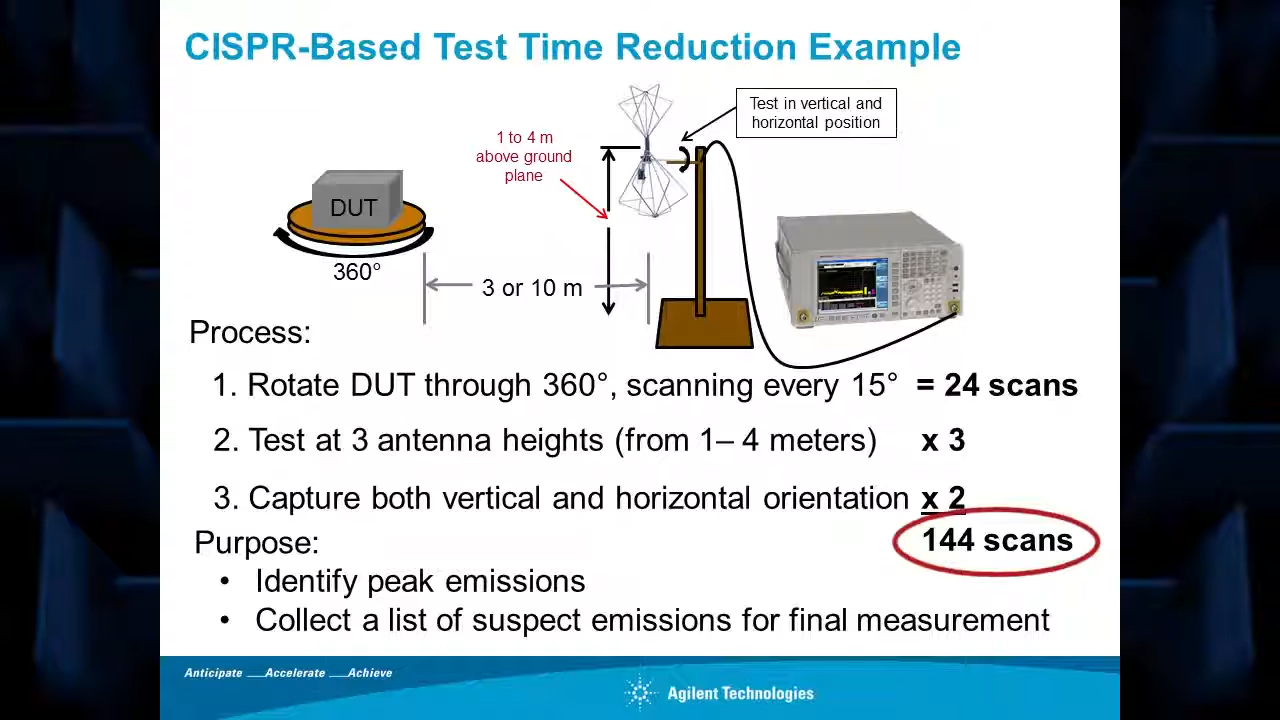 CISPR-Based Test Time Reduction Example
Test in vertical and
horizontal position
1 to 4 m
above ground
plane
DUT
360°
3 or 10 m
Process:
1. Rotate DUT through 360°, scanning every 15° = 24 scans
2. Test at 3 antenna heights (from 1– 4 meters) x 3
3. Capture both vertical and horizontal orientation x 2
144 scans
Purpose:
• Identify peak emissions
• Collect a list of suspect emissions for final measurement
Anticipate __Accelerate __Achieve
Agilent Technologies